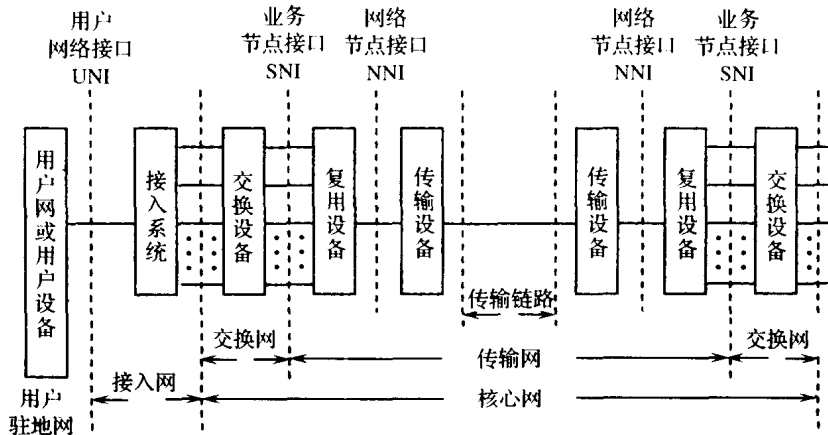 用户
网络接口
UNI
业务
节点接口
SNI
网络
节点接口
NNI
网络
节点接口
NNI
业务
节点接口
SNI
用户网或用户设备
接入系统
交换设备
复用设备
传输设备
传输设备
复用设备
交换设备
传输链路
交换网
传输网
交换网
接入网
核心网
用户
驻地网